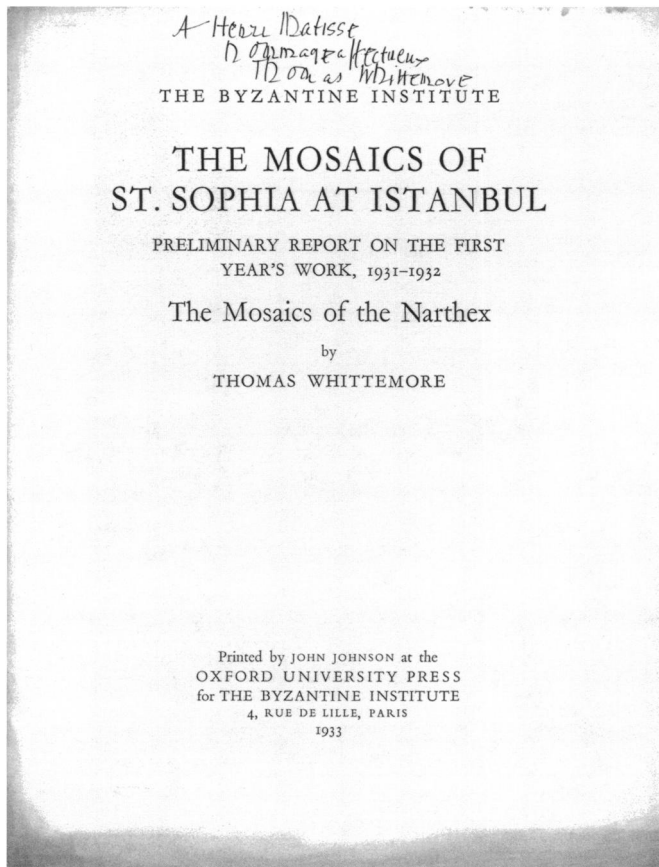 A Henri Matisse
Hommage affectueux
Thomas Whittemore
THE BYZANTINE INSTITUTE
THE MOSAICS OF
ST. SOPHIA AT ISTANBUL
PRELIMINARY REPORT ON THE FIRST
YEAR'S WORK, 1931–1932
The Mosaics of the Narthex
by
THOMAS WHITTEMORE
Printed by JOHN JOHNSON at the
OXFORD UNIVERSITY PRESS
for THE BYZANTINE INSTITUTE
4, RUE DE LILLE, PARIS
1933